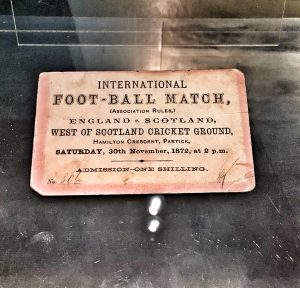 INTERNATIONAL
FOOT-BALL MATCH,
(ASSOCIATION RULES,)
ENGLAND v. SCOTLAND,
WEST OF SCOTLAND CRICKET GROUND,
HAMILTON CRESCENT, PARTICK,
SATURDAY, 30th November, 1872, at 2 p.m.
ADMISSION—ONE SHILLING.
No.